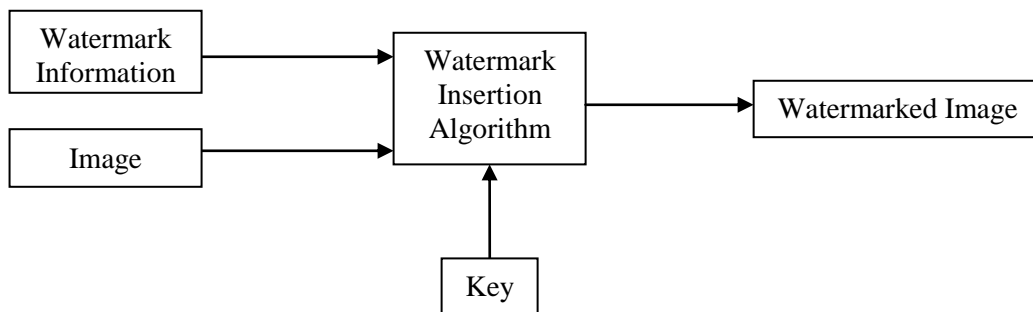 Watermark
Information
Watermark
Insertion
Algorithm
Watermarked Image
Image
Key